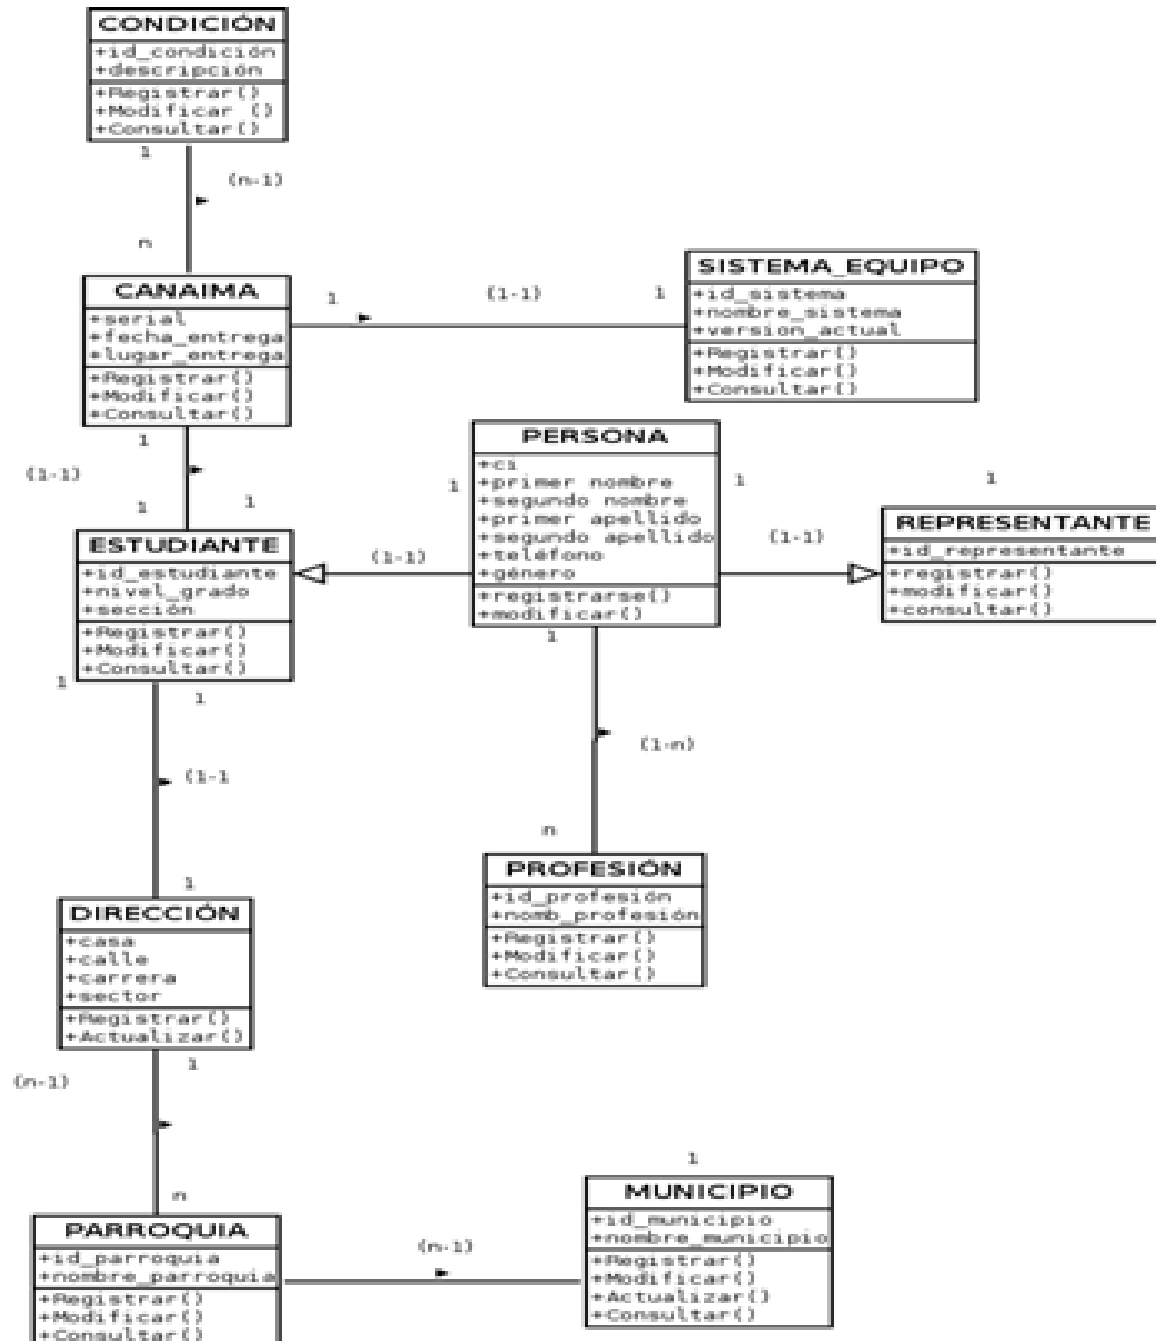 CONDICIÓN
+id_condición
+descripción
+Registrar()
+Modificar ()
+Consultar()
1
(n-1)
n
CANAIMA
+serial
+fecha_entrega
+lugar_entrega
+Registrar()
+Modificar()
+Consultar()
1
(1-1)
1
SISTEMA_EQUIPO
+id_sistema
+nombre_sistema
+version_actual
+Registrar()
+Modificar()
+Consultar()
1
(1-1)
1
1
ESTUDIANTE
+id_estudiante
+nivel_grado
+sección
+Registrar()
+Modificar()
+Consultar()
(1-1)
1
PERSONA
+ci
+primer nombre
+segundo nombre
+primer apellido
+segundo apellido
+teléfono
+género
+registrarse()
+modificar()
1
(1-1)
1
REPRESENTANTE
+id_representante
+registrar()
+modificar()
+consultar()
1
(1-n)
n
PROFESIÓN
+id_profesión
+nomb_profesión
+Registrar()
+Modificar()
+Consultar()
1
1
(1-1
1
DIRECCIÓN
+casa
+calle
+carrera
+sector
+Registrar()
+Actualizar()
1
(n-1)
n
PARROQUIA
+id_parroquia
+nombre_parroquia
+Registrar()
+Modificar()
+Consultar()
(n-1)
1
MUNICIPIO
+id_municipio
+nombre_municipio
+Registrar()
+Modificar()
+Actualizar()
+Consultar()